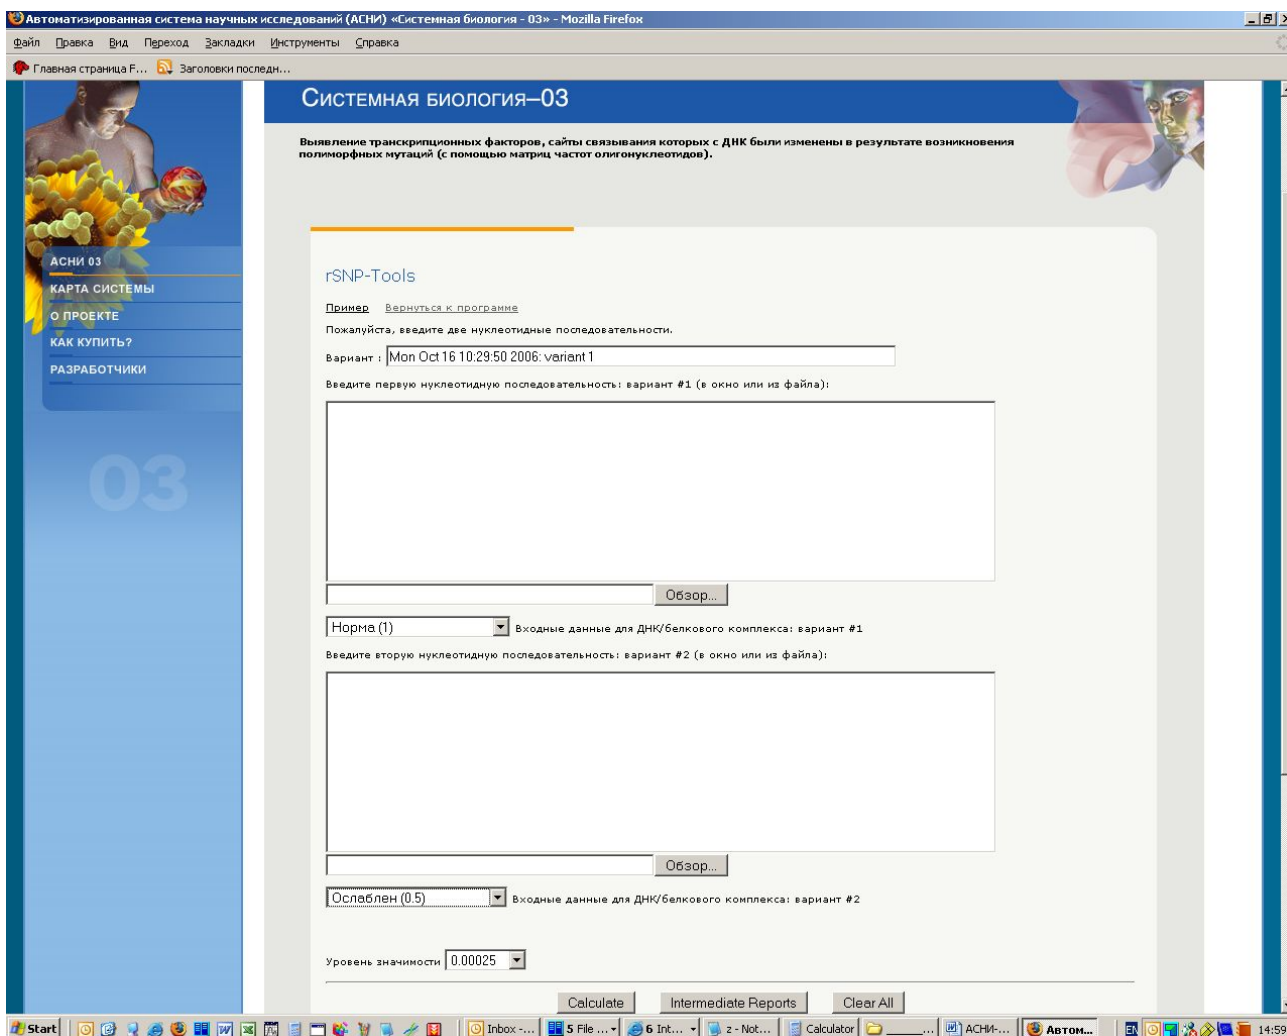 Автоматизированная система научных исследований (АСНИ) «Системная биология - 03» - Mozilla Firefox
Файл Правка Вид Переход Закладки Инструменты Справка
Главная страница F... Заголовки последн...
СИСТЕМНАЯ БИОЛОГИЯ–03
Выявление транскрипционных факторов, сайты связывания которых с ДНК были изменены в результате возникновения
полиморфных мутаций (с помощью матриц частот олигонуклеотидов).
АСНИ 03
КАРТА СИСТЕМЫ
О ПРОЕКТЕ
КАК КУПИТЬ?
РАЗРАБОТЧИКИ
03
rSNP-Tools
Пример Вернуться к программе
Пожалуйста, введите две нуклеотидные последовательности.
Вариант : Mon Oct 16 10:29:50 2006: variant 1
Введите первую нуклеотидную последовательность: вариант #1 (в окно или из файла):
Обзор...
Норма (1) Входные данные для ДНК/белкового комплекса: вариант #1
Введите вторую нуклеотидную последовательность: вариант #2 (в окно или из файла):
Обзор...
Ослаблен (0.5) Входные данные для ДНК/белкового комплекса: вариант #2
Уровень значимости 0.00025
Calculate Intermediate Reports Clear All
Start Inbox -... 5 File ... 6 Int... z - Not... Calculator ______... АСНИ-... Автом... EN 14:59